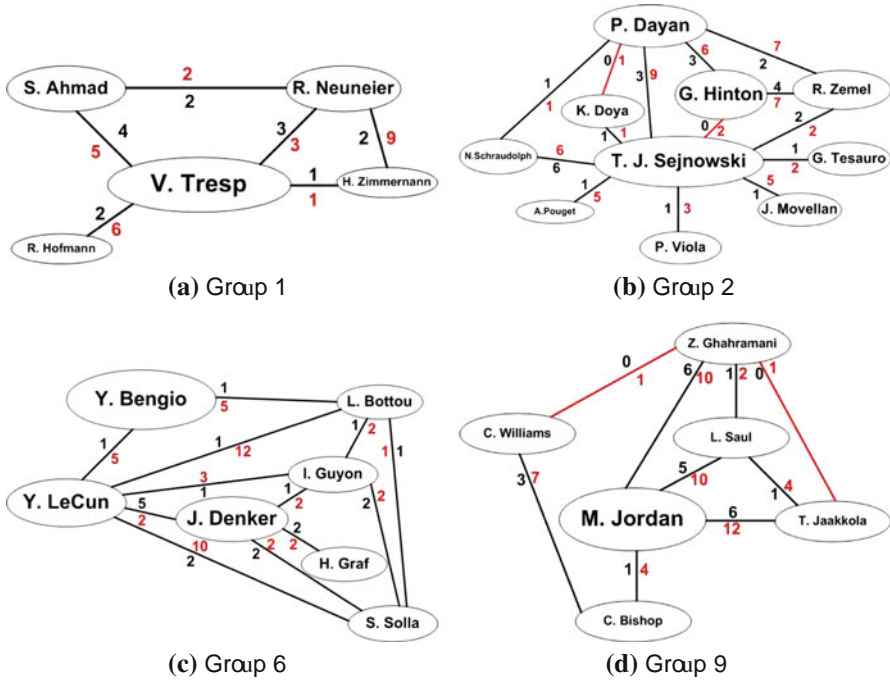 2
S. Ahmad
R. Neuneier
2
4
5
3
3
2
9
V. Tresp
1
1
H. Zimmernann
2
6
R. Hofmann
(a) Group 1
P. Dayan
0
1
3
9
6
3
7
2
1
1
K. Doya
G. Hinton
4
7
R. Zemel
1
1
0
2
2
2
N.Schraudolph
6
6
T. J. Sejnowski
1
2
G. Tesauro
1
5
A.Pouget
1
3
5
1
J. Movellan
P. Viola
(b) Group 2
Y. Bengio
1
5
L. Bottou
1
5
1
12
1
2
1
1
Y. LeCun
3
1
I. Guyon
5
2
J. Denker
1
2
2
2
10
2
2
2
2
2
H. Graf
S. Solla
(c) Group 6
Z. Ghahramani
0
1
6
10
1
2
0
1
C. Williams
L. Saul
3
7
5
10
4
1
M. Jordan
6
12
T. Jaakkola
1
4
C. Bishop
(d) Group 9